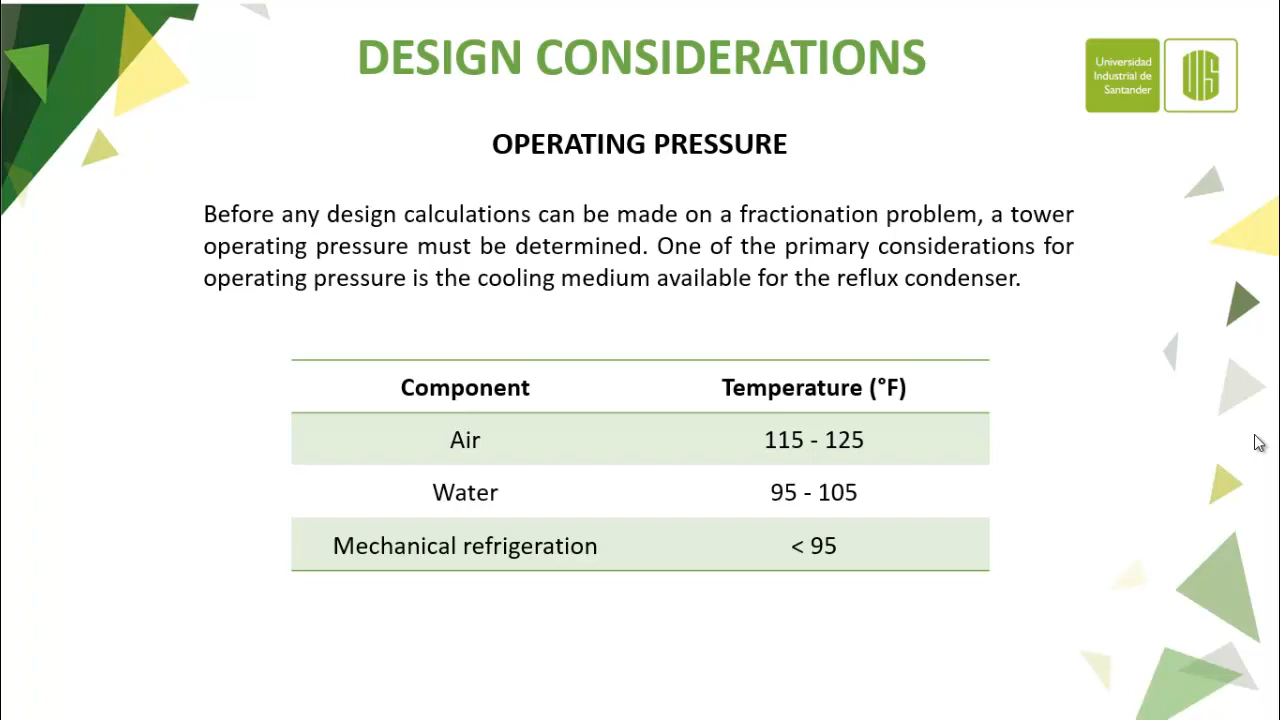 DESIGN CONSIDERATIONS
Universidad
Industrial de
Santander
UIS
OPERATING PRESSURE
Before any design calculations can be made on a fractionation problem, a tower
operating pressure must be determined. One of the primary considerations for
operating pressure is the cooling medium available for the reflux condenser.
Component Temperature (°F)
Air 115 - 125
Water 95 - 105
Mechanical refrigeration < 95